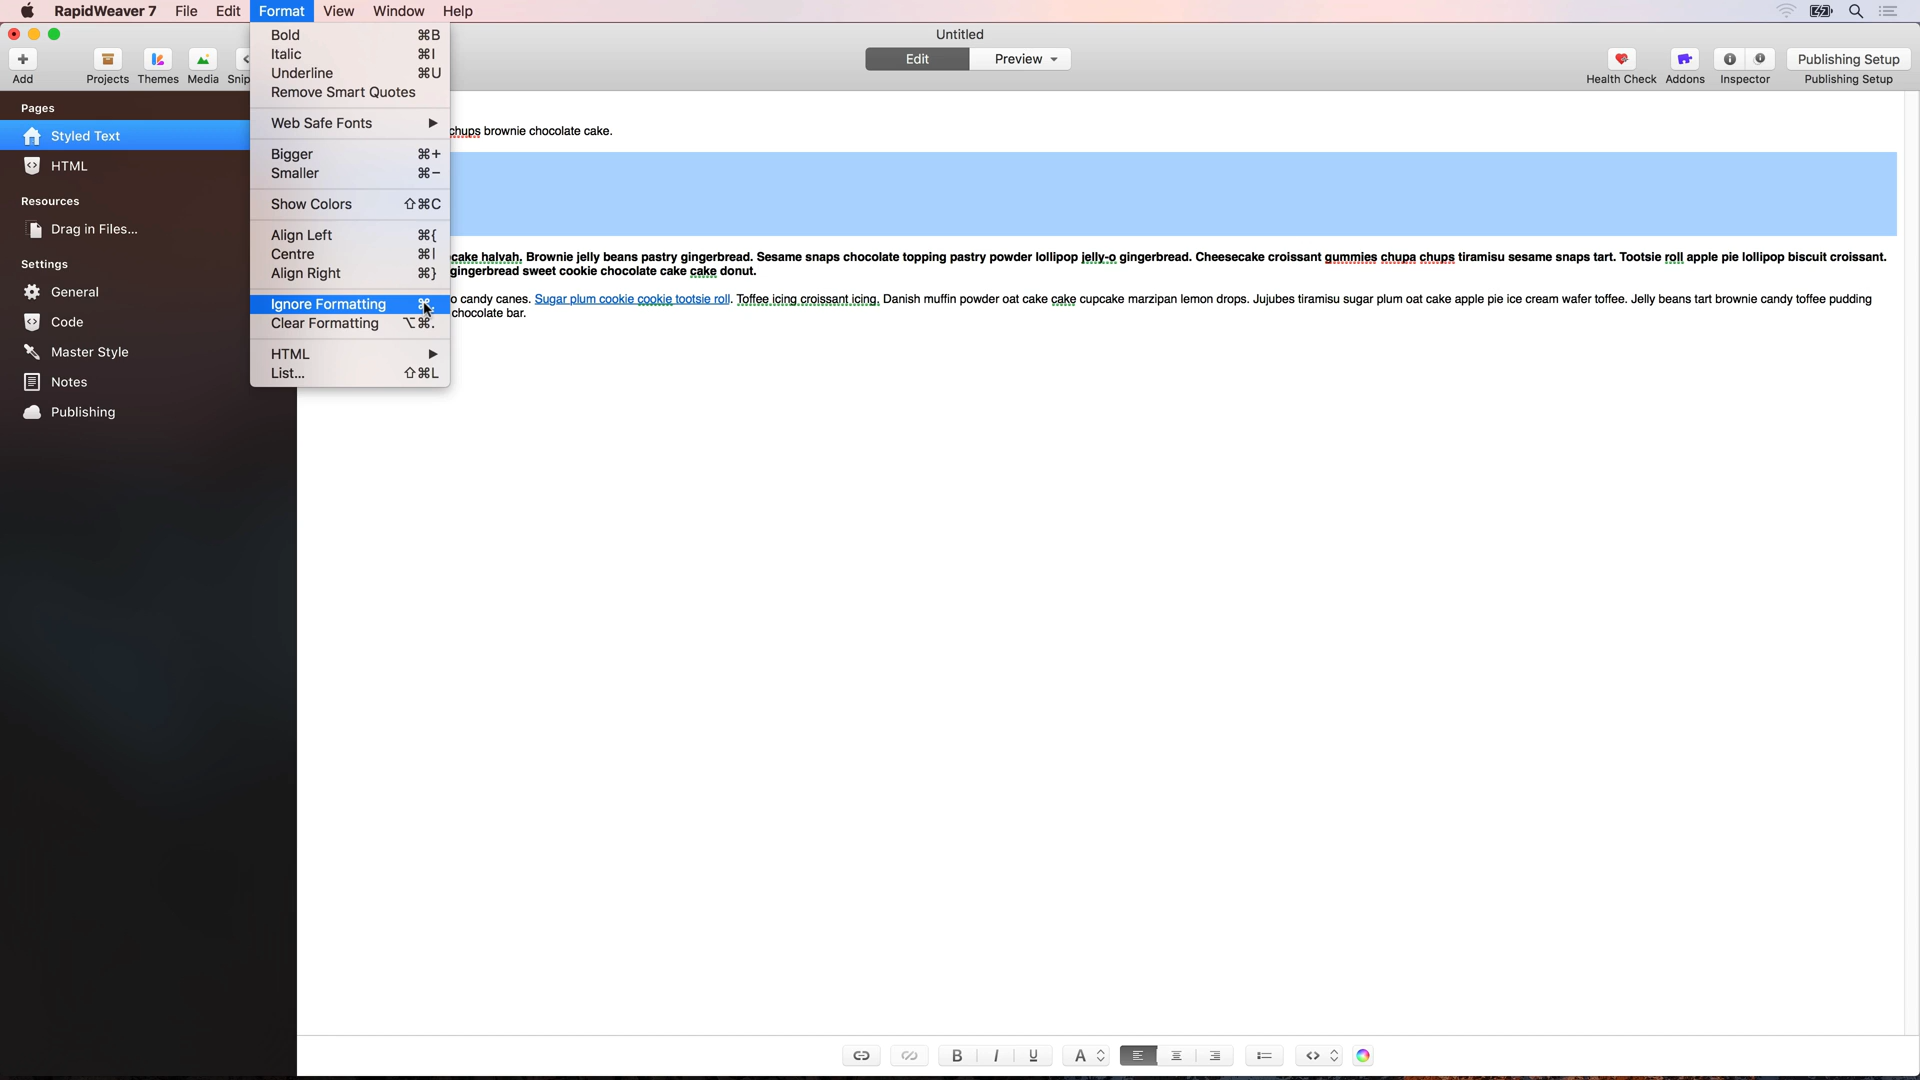 RapidWeaver 7 File Edit Format View Window Help
Untitled
Add Projects Themes Media Snip
Edit Preview
Health Check Addons Inspector
Publishing Setup
Publishing Setup
Pages
Styled Text
HTML
Resources
Drag in Files...
Settings
General
Code
Master Style
Notes
Publishing
Bold ⌘B
Italic ⌘I
Underline ⌘U
Remove Smart Quotes
Web Safe Fonts ▶
Bigger ⌘+
Smaller ⌘−
Show Colors ⇧⌘C
Align Left ⌘{
Centre ⌘|
Align Right ⌘}
Ignore Formatting ⌘.
Clear Formatting ⌥⌘.
HTML ▶
List... ⇧⌘L
chups brownie chocolate cake.
cake halvah. Brownie jelly beans pastry gingerbread. Sesame snaps chocolate topping pastry powder lollipop jelly-o gingerbread. Cheesecake croissant gummies chupa chups tiramisu sesame snaps tart. Tootsie roll apple pie lollipop biscuit croissant.
gingerbread sweet cookie chocolate cake cake donut.
o candy canes. Sugar plum cookie cookie tootsie roll. Toffee icing croissant icing. Danish muffin powder oat cake cake cupcake marzipan lemon drops. Jujubes tiramisu sugar plum oat cake apple pie ice cream wafer toffee. Jelly beans tart brownie candy toffee pudding
chocolate bar.
B I U A